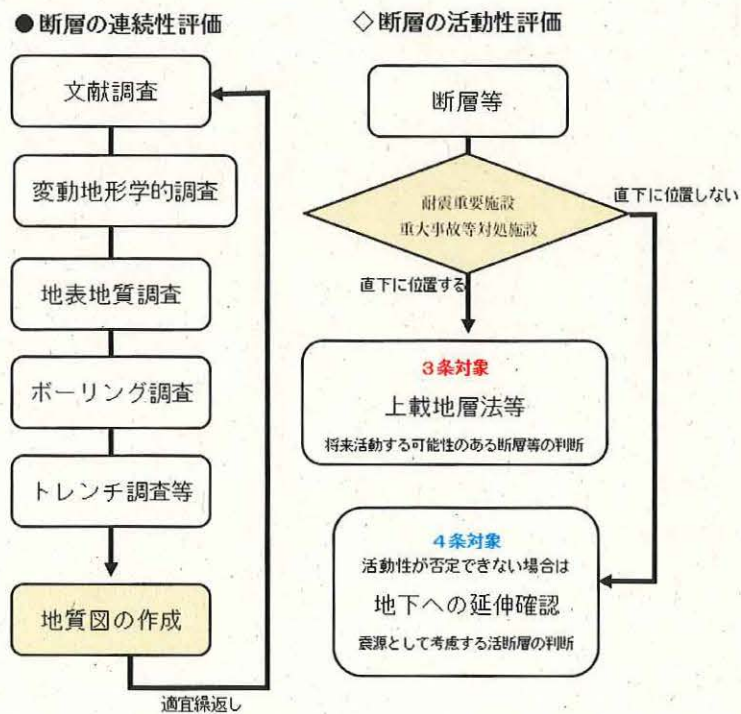 ● 断層の連続性評価
文献調査
変動地形学的調査
地表地質調査
ボーリング調査
トレンチ調査等
地質図の作成
適宜繰返し
◇ 断層の活動性評価
断層等
耐震重要施設
重大事故等対処施設
直下に位置しない
直下に位置する
3条対象
上載地層法等
将来活動する可能性のある断層等の判断
4条対象
活動性が否定できない場合は
地下への延伸確認
震源として考慮する活断層の判断